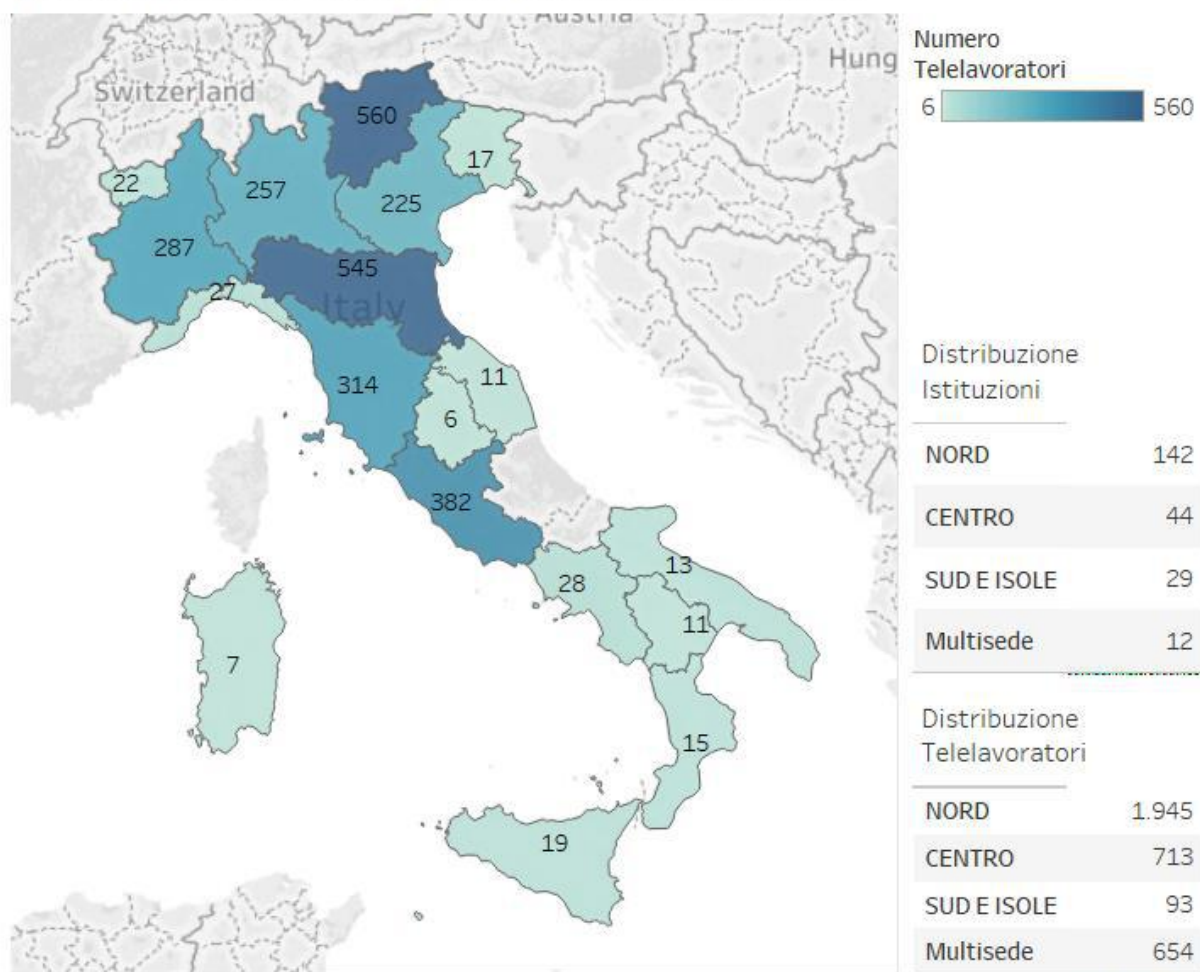 Austria
Hung
Switzerland
560
17
22
257
225
287
545
27
Italy
314
11
6
382
13
28
11
7
15
19
Numero
Telelavoratori
6 560
Distribuzione
Istituzioni
NORD 142
CENTRO 44
SUD E ISOLE 29
Multisede 12
Distribuzione
Telelavoratori
NORD 1.945
CENTRO 713
SUD E ISOLE 93
Multisede 654